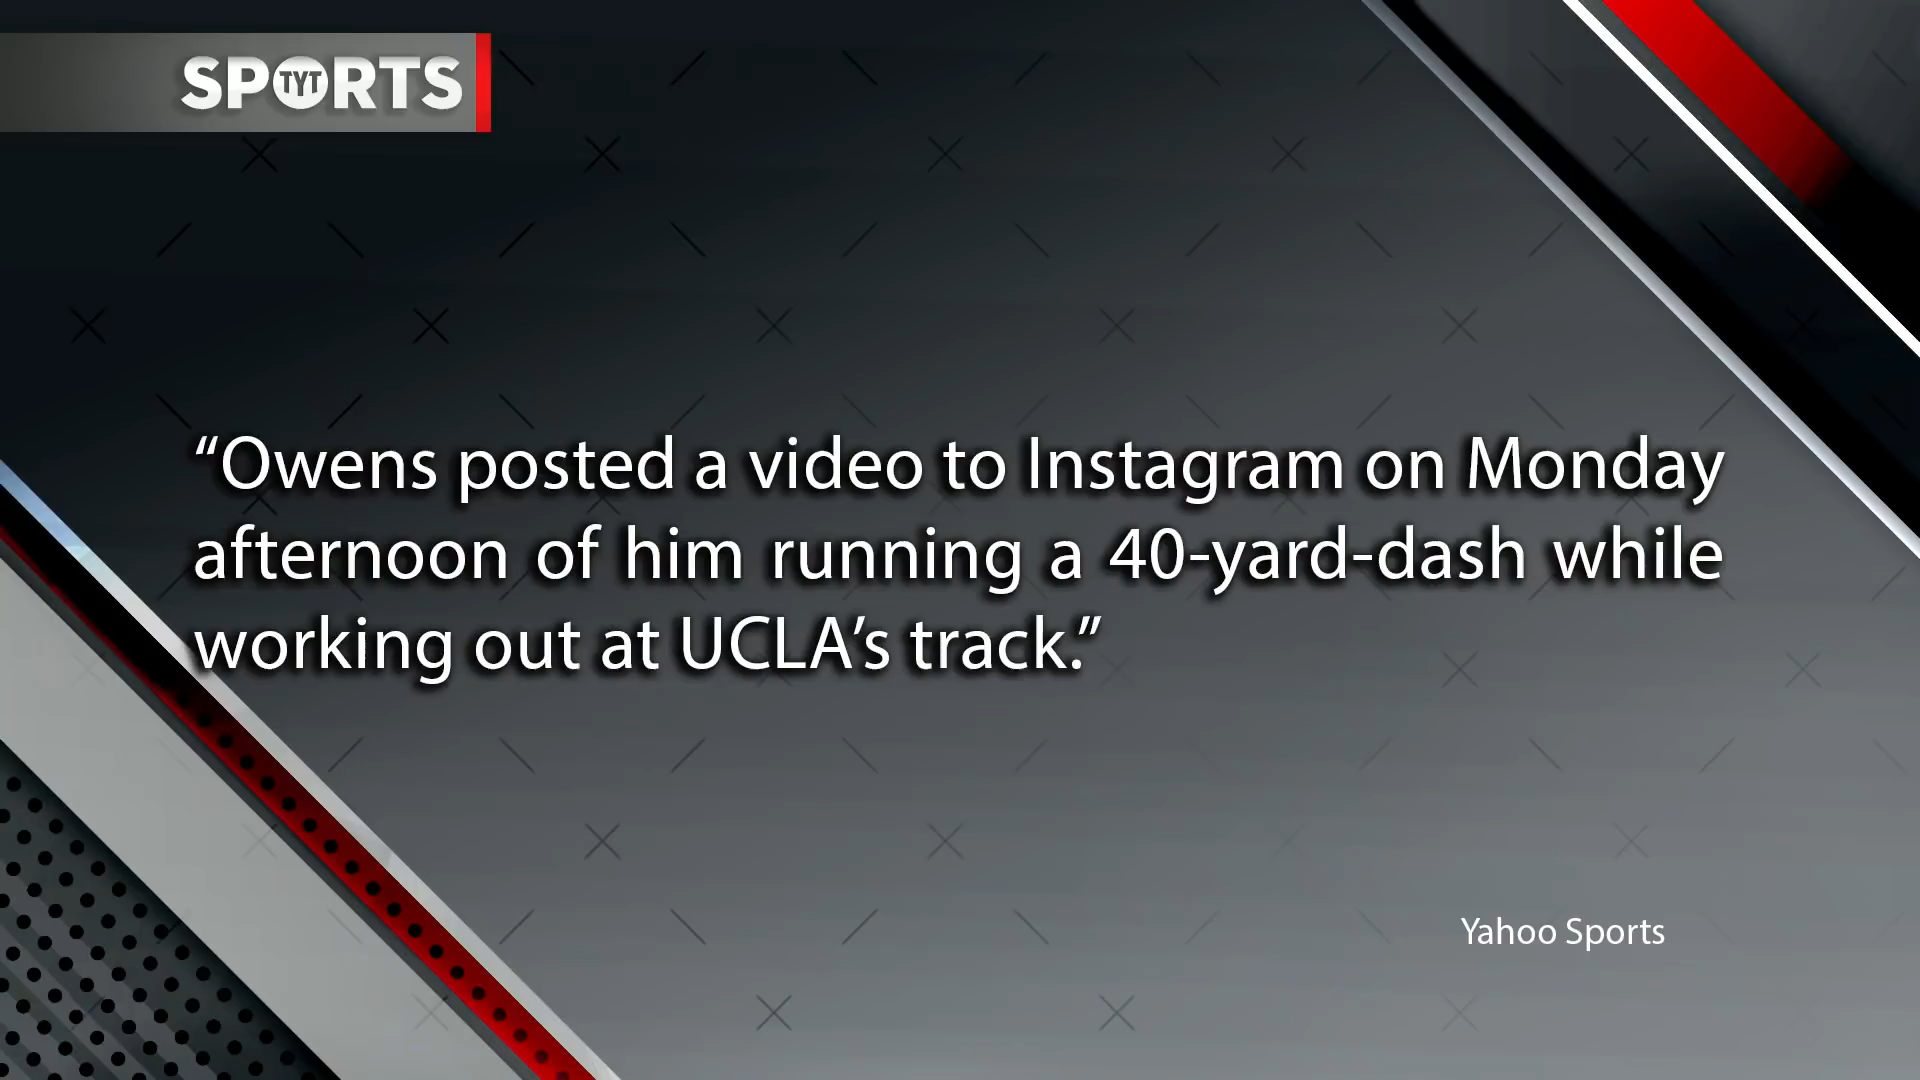 SPORTS
TYT
“Owens posted a video to Instagram on Monday
afternoon of him running a 40-yard-dash while
working out at UCLA’s track.”
Yahoo Sports